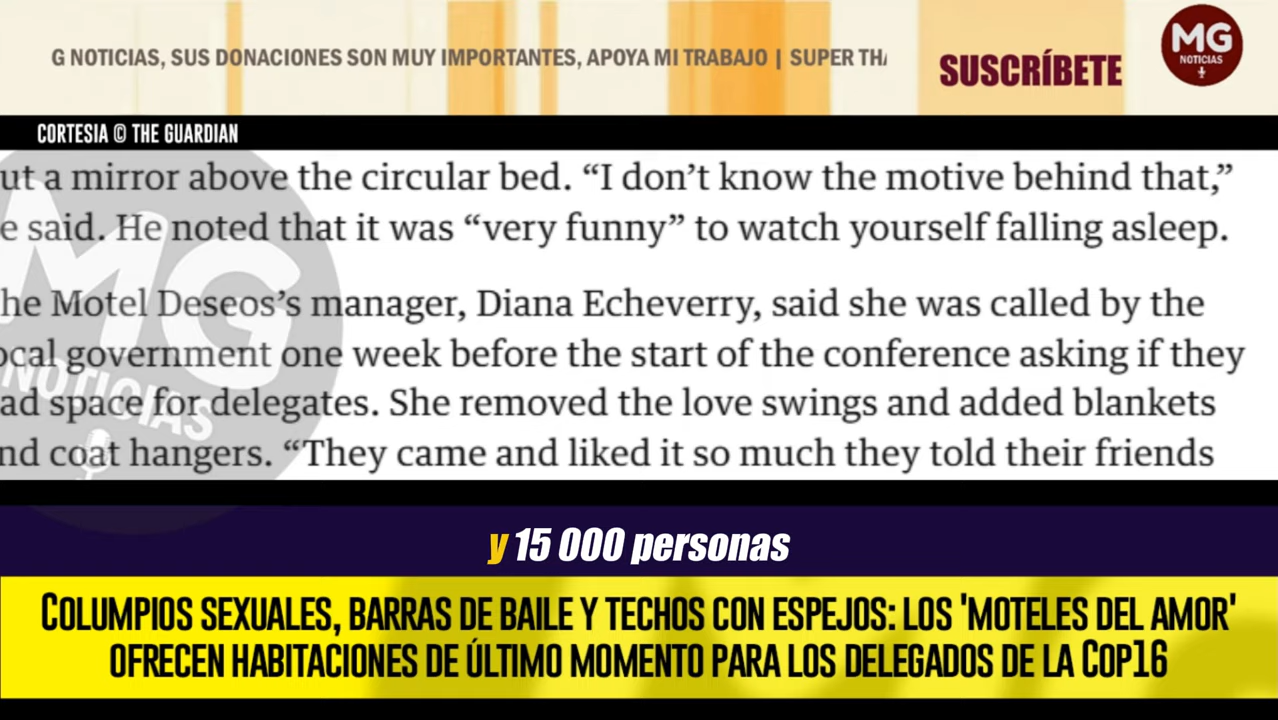 G NOTICIAS, SUS DONACIONES SON MUY IMPORTANTES, APOYA MI TRABAJO | SUPER
SUSCRÍBETE
MG
NOTICIAS
CORTESIA © THE GUARDIAN
ut a mirror above the circular bed. “I don’t know the motive behind that,”
e said. He noted that it was “very funny” to watch yourself falling asleep.
he Motel Deseos’s manager, Diana Echeverry, said she was called by the
ocal government one week before the start of the conference asking if they
ad space for delegates. She removed the love swings and added blankets
nd coat hangers. “They came and liked it so much they told their friends
MG
NOTICIAS
y 15 000 personas
COLUMPIOS SEXUALES, BARRAS DE BAILE Y TECHOS CON ESPEJOS: LOS 'MOTELES DEL AMOR'
OFRECEN HABITACIONES DE ÚLTIMO MOMENTO PARA LOS DELEGADOS DE LA COP16